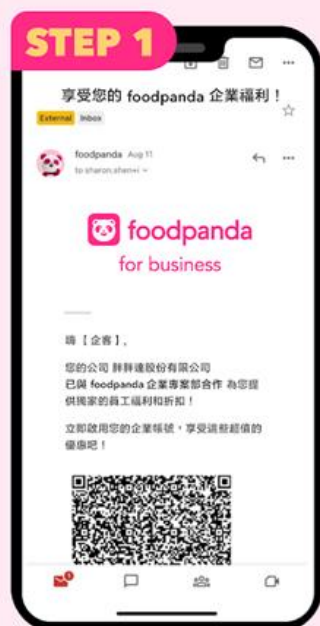 STEP 1
享受您的 foodpanda 企業福利！
External Inbox
foodpanda Aug 11
to sharon.shen+i
foodpanda
for business
嗨【企客】，
您的公司 胖胖達股份有限公司
已與 foodpanda 企業專案部合作 為您提
供獨家的員工福利和折扣！
立即啟用您的企業帳號，享受這些超值的
優惠吧！